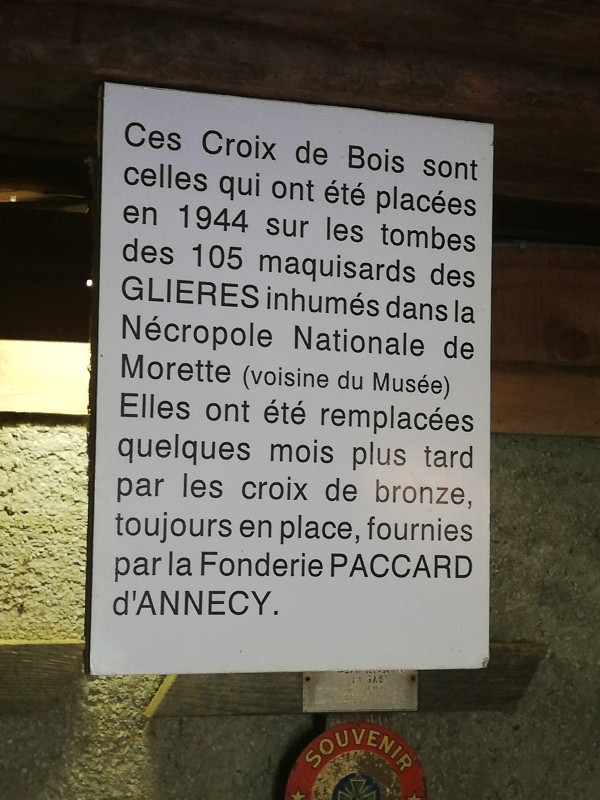 Ces Croix de Bois sont
celles qui ont été placées
en 1944 sur les tombes
des 105 maquisards des
GLIERES inhumés dans la
Nécropole Nationale de
Morette (voisine du Musée)
Elles ont été remplacées
quelques mois plus tard
par les croix de bronze,
toujours en place, fournies
par la Fonderie PACCARD
d'ANNECY.
SOUVENIR